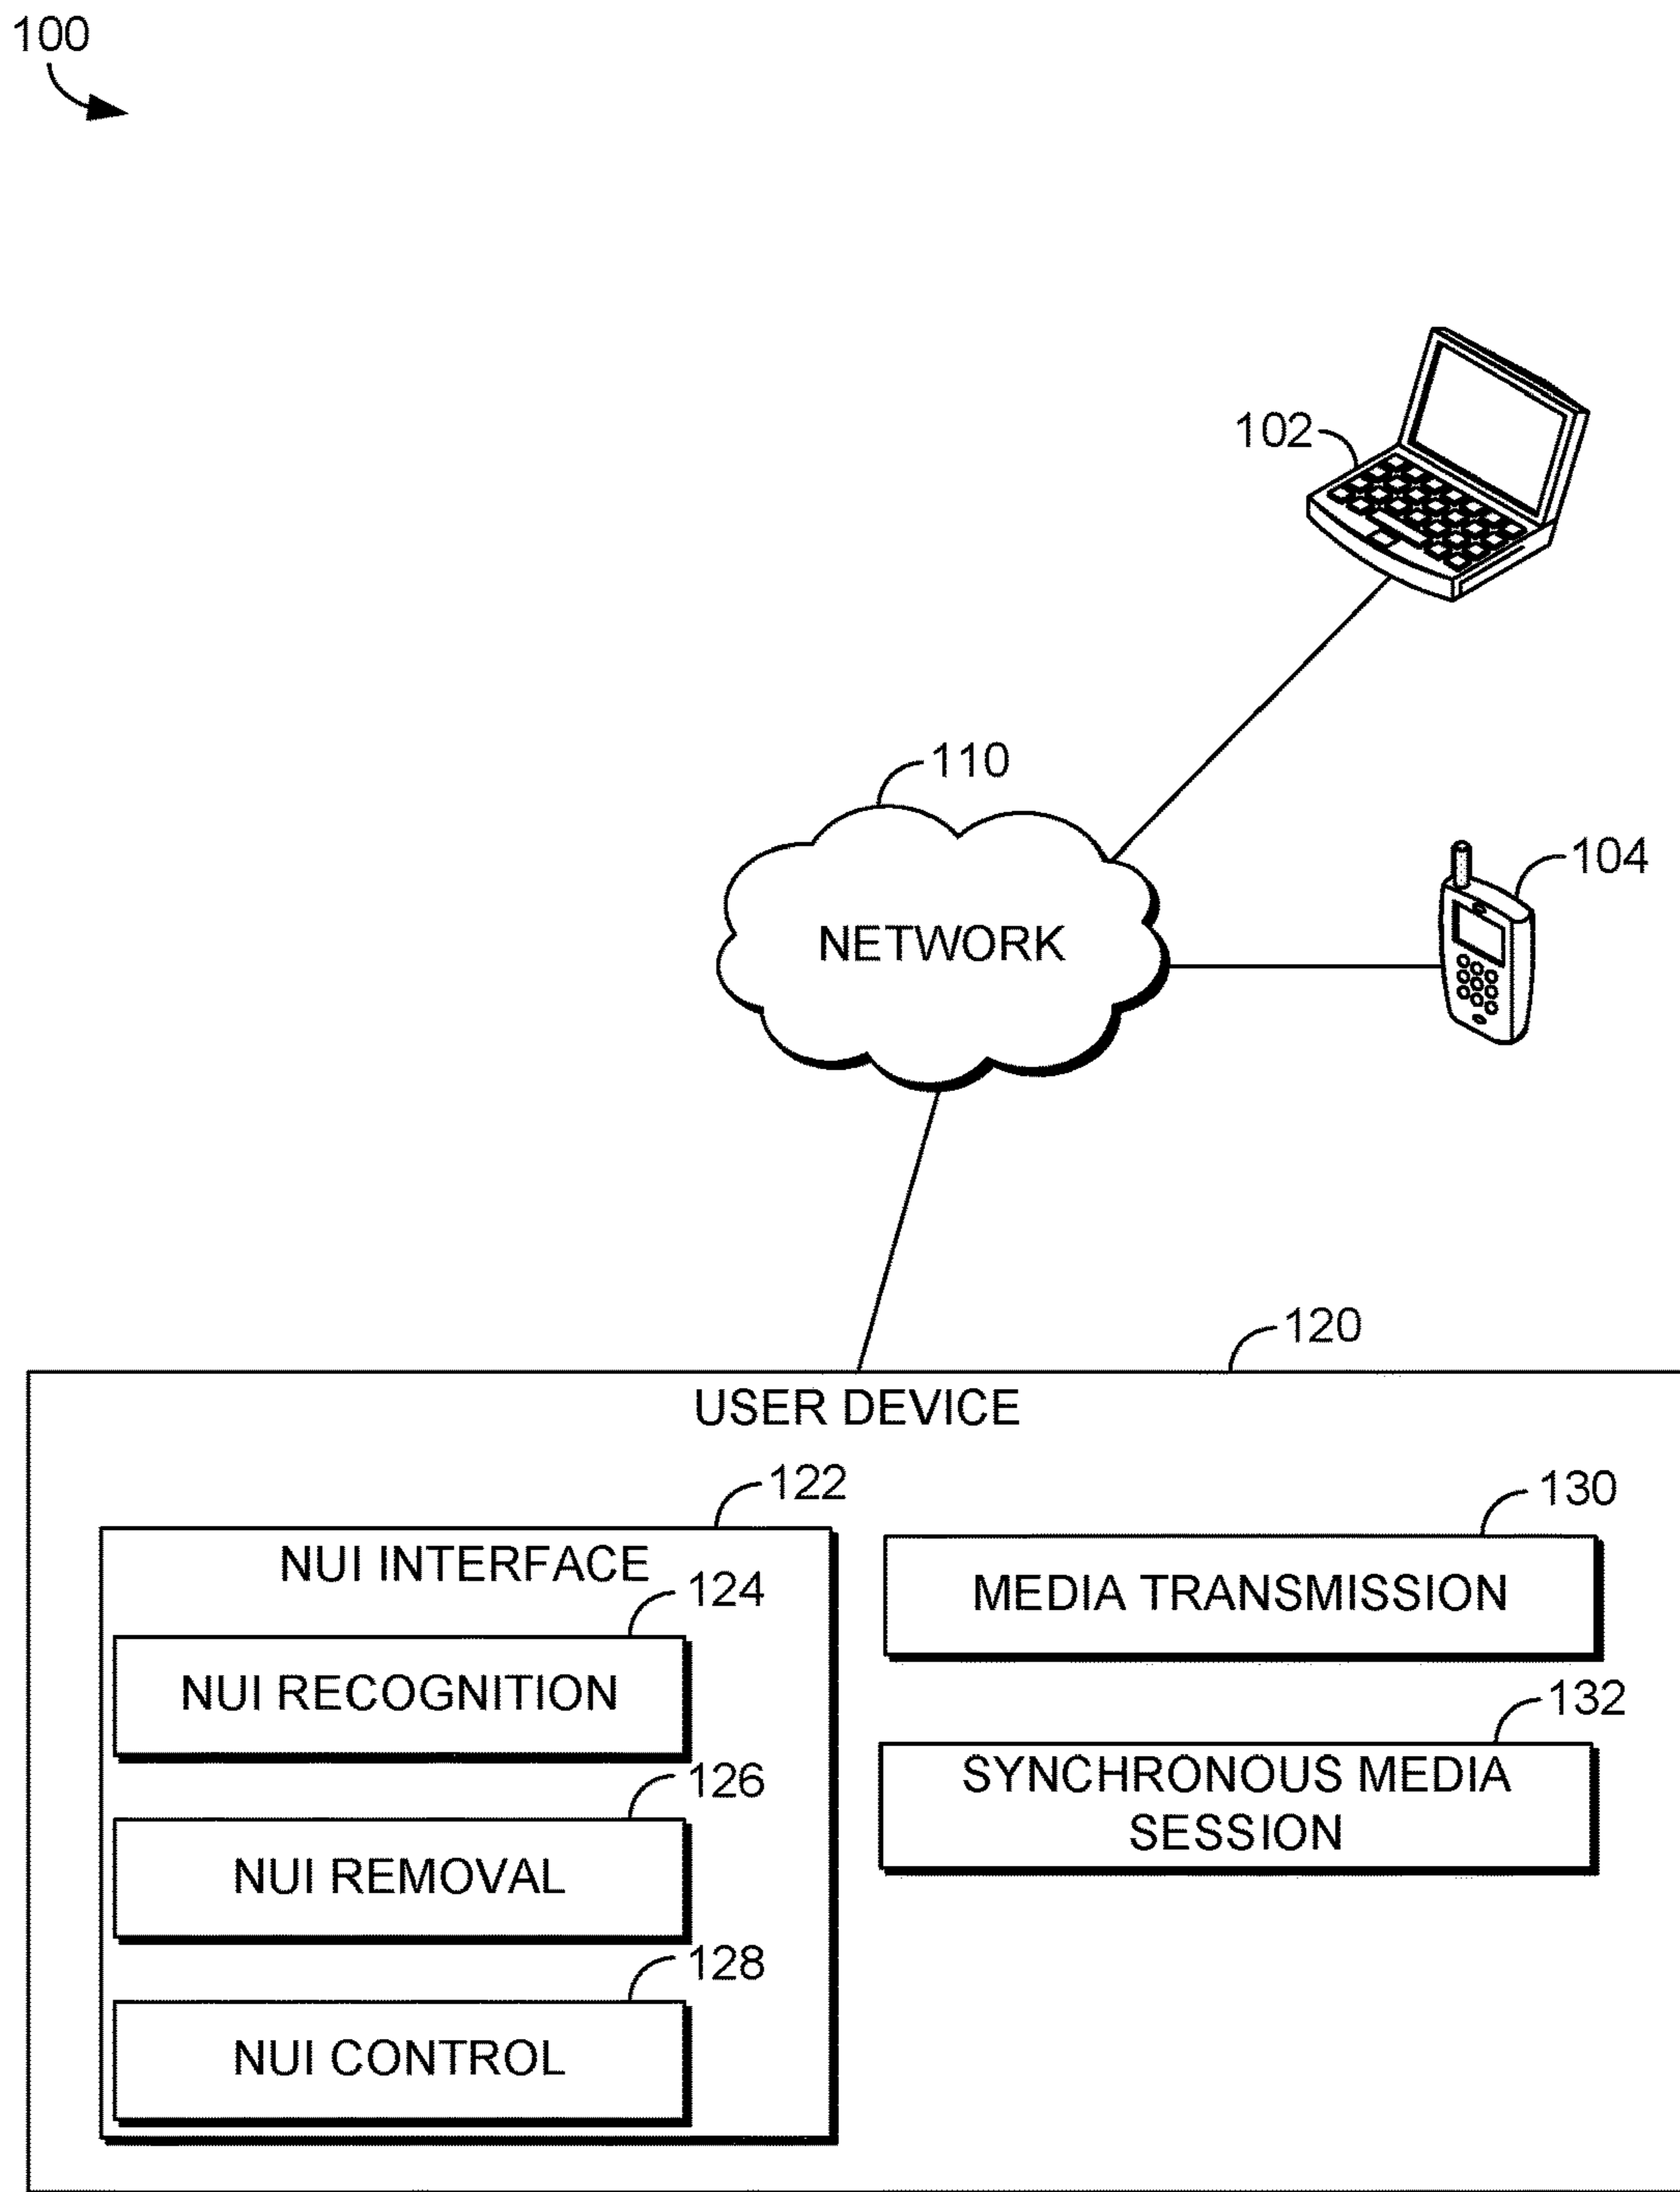 100
102
110
104
NETWORK
120
USER DEVICE
122
NUI INTERFACE
124
NUI RECOGNITION
126
NUI REMOVAL
128
NUI CONTROL
130
MEDIA TRANSMISSION
132
SYNCHRONOUS MEDIA
SESSION